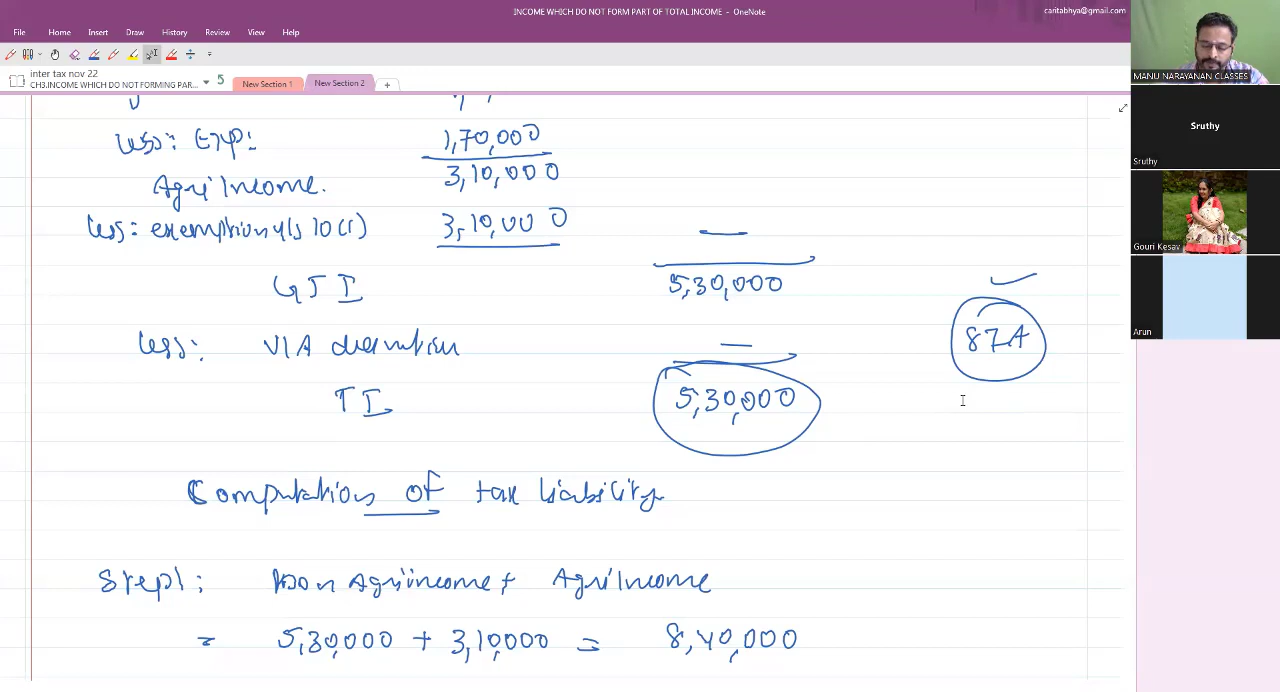 INCOME WHICH DO NOT FORM PART OF TOTAL INCOME - OneNote
caritabhya@gmail.com
File Home Insert Draw History Review View Help
inter tax nov 22
CH3.INCOME WHICH DO NOT FORMING PAR...
5
New Section 1
New Section 2
MANU NARAYANAN CLASSES
Sruthy
Sruthy
Gouri Kesav
Arun
Less: Exp: 1,70,000
Agri Income. 3,10,000
Less: exemption u/s 10(1) 3,10,000 —
GTI 5,30,000
Less: VIA deduction —
87A
TI 5,30,000
Computation of tax liability
Step1: Non Agri income + Agri Income
= 5,30,000 + 3,10,000 = 8,40,000